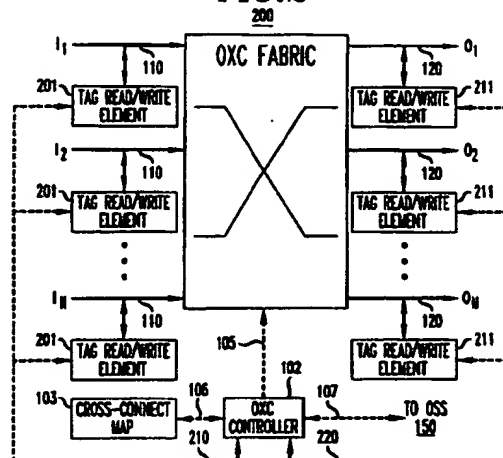 200
I1 110 OXC FABRIC 120 O1
201 TAG READ/WRITE ELEMENT
TAG READ/WRITE ELEMENT 211
I2 110 120 O2
201 TAG READ/WRITE ELEMENT
TAG READ/WRITE ELEMENT 211
IN 110 120 ON
201 TAG READ/WRITE ELEMENT
TAG READ/WRITE ELEMENT 211
105 102
103 CROSS-CONNECT MAP
106 OXC CONTROLLER 107 TO OSS 150
210 220